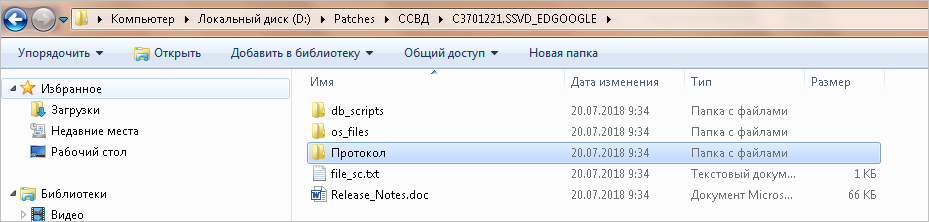 Компьютер ▸ Локальный диск (D:) ▸ Patches ▸ ССВД ▸ C3701221.SSVD_EDGOOGLE ▸
Упорядочить Открыть Добавить в библиотеку Общий доступ Новая папка
Избранное
Загрузки
Недавние места
Рабочий стол
Библиотеки
Видео
Имя Дата изменения Тип Размер
db_scripts 20.07.2018 9:34 Папка с файлами
os_files 20.07.2018 9:34 Папка с файлами
Протокол 20.07.2018 9:34 Папка с файлами
file_sc.txt 20.07.2018 9:34 Текстовый докум... 1 КБ
Release_Notes.doc 20.07.2018 9:34 Документ Micros... 66 КБ